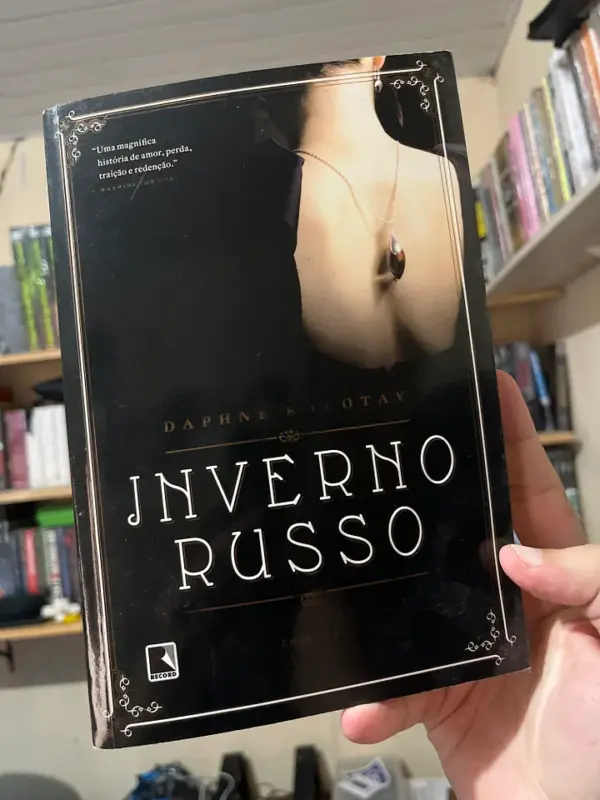 “Uma magnífica
história de amor, perda,
traição e redenção.”
DAPHNE
INVERNO
RUSSO
RECORD